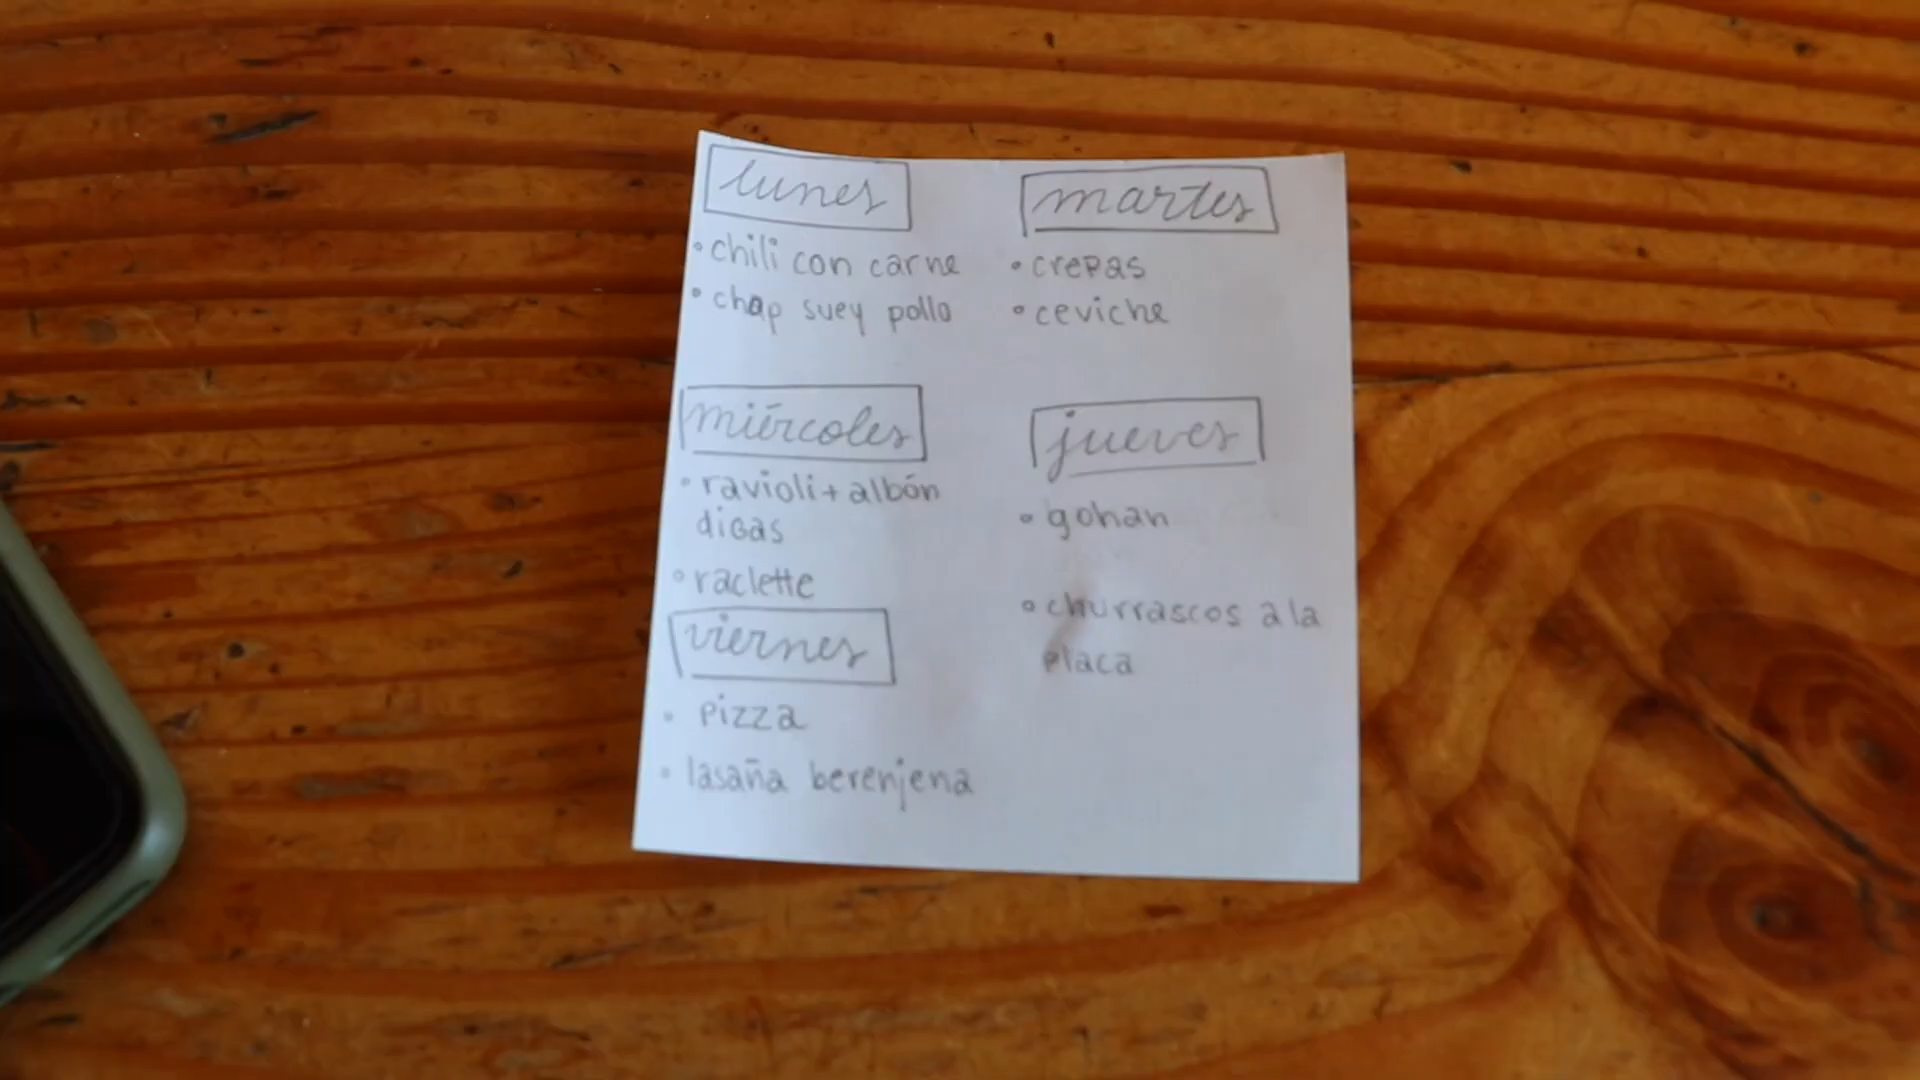 lunes
• chili con carne
• chap suey pollo
martes
• crepas
• ceviche
miércoles
• ravioli + albón
digas
• raclette
jueves
• gohan
• churrascos a la
placa
viernes
• pizza
• lasaña berenjena